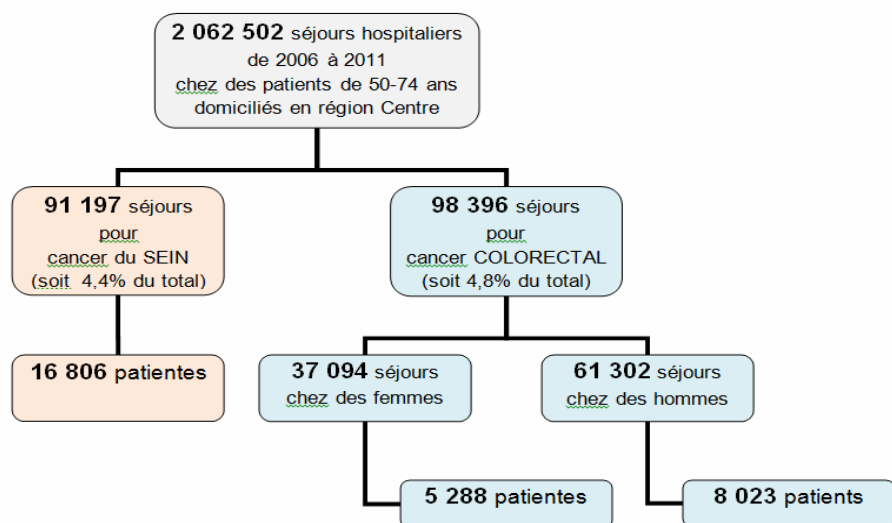 2 062 502 séjours hospitaliers
de 2006 à 2011
chez des patients de 50-74 ans
domiciliés en région Centre
91 197 séjours
pour
cancer du SEIN
(soit 4,4% du total)
98 396 séjours
pour
cancer COLORECTAL
(soit 4,8% du total)
16 806 patientes
37 094 séjours
chez des femmes
61 302 séjours
chez des hommes
5 288 patientes
8 023 patients